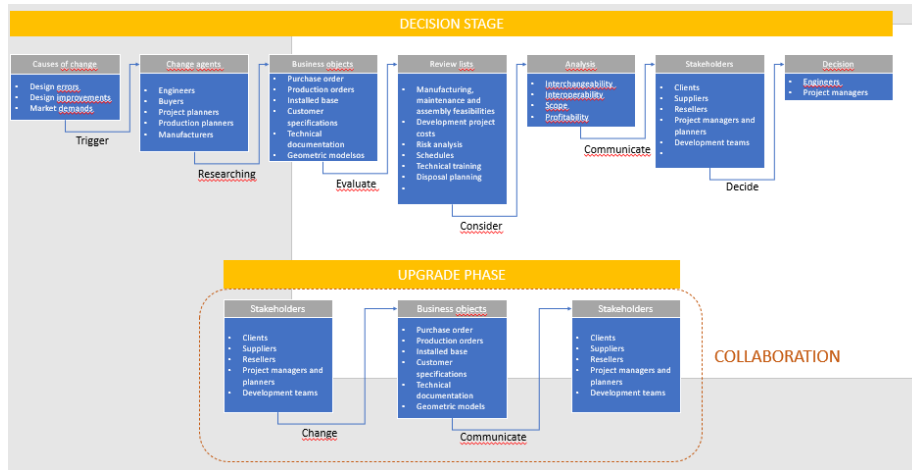 DECISION STAGE
Causes of change
Design errors
Design improvements
Market demands
Trigger
Change agents
Engineers
Buyers
Project planners
Production planners
Manufacturers
Researching
Business objects
Purchase order
Production orders
Installed base
Customer
specifications
Technical
documentation
Geometric modelsos
Evaluate
Review lists
Manufacturing,
maintenance and
assembly feasibilities
Development project
costs
Risk analysis
Schedules
Technical training
Disposal planning
Consider
Analysis
Interchangeability
Interoperability
Scope
Profitability
Communicate
Stakeholders
Clients
Suppliers
Resellers
Project managers and
planners
Development teams
Decide
Decision
Engineers
Project managers
UPGRADE PHASE
Stakeholders
Clients
Suppliers
Resellers
Project managers and
planners
Development teams
Change
Business objects
Purchase order
Production orders
Installed base
Customer
specifications
Technical
documentation
Geometric models
Communicate
Stakeholders
Clients
Suppliers
Resellers
Project managers and
planners
Development teams
COLLABORATION